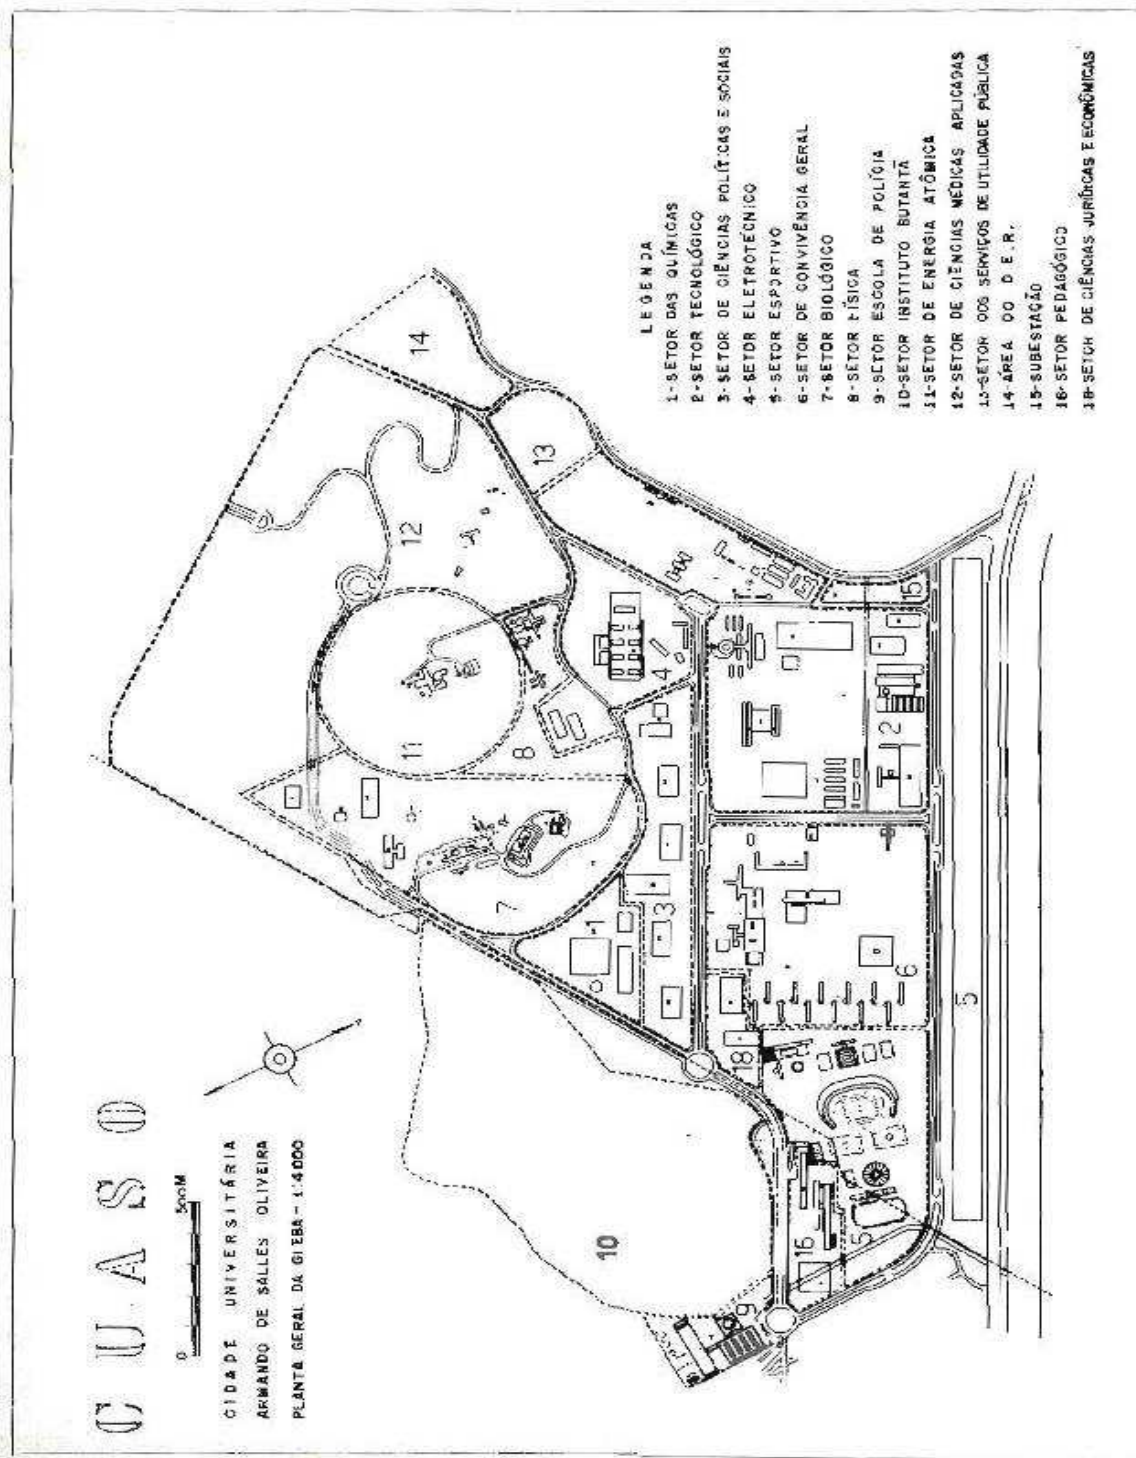 CUASO
0 500M
CIDADE UNIVERSITÁRIA
ARMANDO DE SALLES OLIVEIRA
PLANTA GERAL DA GLEBA - 1:4000
LEGENDA
1-SETOR DAS QUÍMICAS
2-SETOR TECNOLÓGICO
3-SETOR DE CIÊNCIAS POLÍTICAS E SOCIAIS
4-SETOR ELETROTÉCNICO
5-SETOR ESPORTIVO
6-SETOR DE CONVIVÊNCIA GERAL
7-SETOR BIOLÓGICO
8-SETOR FÍSICA
9-SETOR ESCOLA DE POLÍCIA
10-SETOR INSTITUTO BUTANTÃ
11-SETOR DE ENERGIA ATÔMICA
12-SETOR DE CIÊNCIAS MÉDICAS APLICADAS
13-SETOR DOS SERVIÇOS DE UTILIDADE PÚBLICA
14-ÁREA DO D.E.R.
15-SUBESTAÇÃO
16-SETOR PEDAGÓGICO
18-SETOR DE CIÊNCIAS JURÍDICAS E ECONÔMICAS
14
13
12
11
8
4
15
2
7
1
3
6
5
18
10
16
5
9